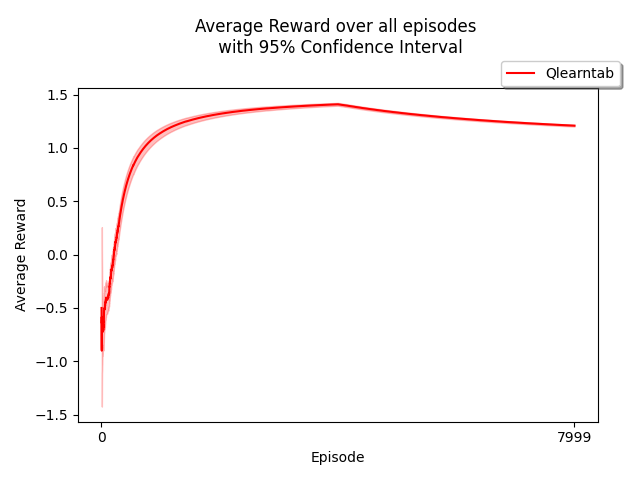 Average Reward over all episodes
with 95% Confidence Interval
Qlearntab
1.5
1.0
0.5
0.0
−0.5
−1.0
−1.5
Average Reward
0
7999
Episode